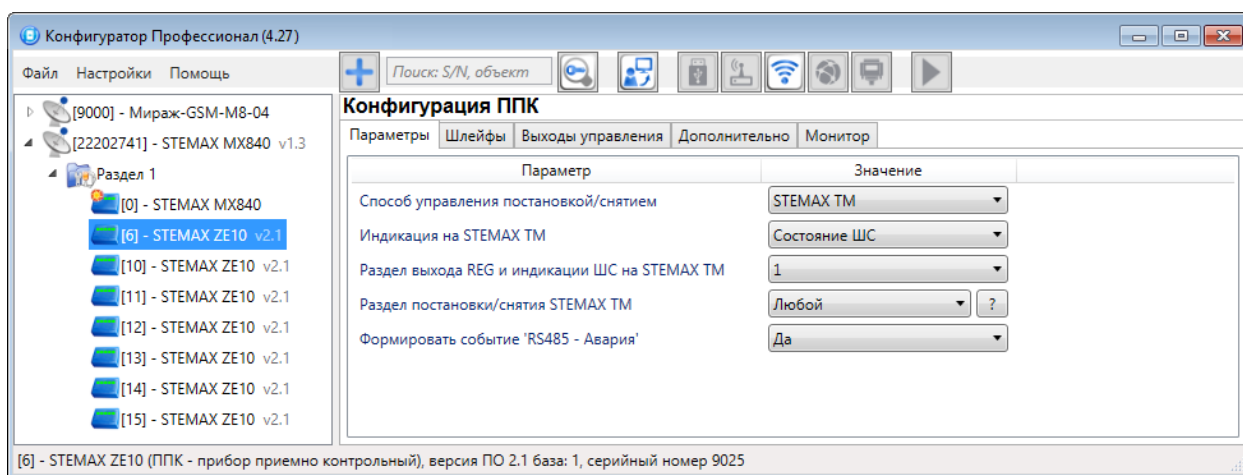 Конфигуратор Профессионал (4.27)
Файл Настройки Помощь
Поиск: S/N, объект
[9000] - Мираж-GSM-M8-04
[22202741] - STEMAX MX840 v1.3
Раздел 1
[0] - STEMAX MX840
[6] - STEMAX ZE10 v2.1
[10] - STEMAX ZE10 v2.1
[11] - STEMAX ZE10 v2.1
[12] - STEMAX ZE10 v2.1
[13] - STEMAX ZE10 v2.1
[14] - STEMAX ZE10 v2.1
[15] - STEMAX ZE10 v2.1
Конфигурация ППК
Параметры Шлейфы Выходы управления Дополнительно Монитор
Параметр Значение
Способ управления постановкой/снятием STEMAX TM
Индикация на STEMAX TM Состояние ШС
Раздел выхода REG и индикации ШС на STEMAX TM 1
Раздел постановки/снятия STEMAX TM Любой ?
Формировать событие 'RS485 - Авария' Да
[6] - STEMAX ZE10 (ППК - прибор приемно контрольный), версия ПО 2.1 база: 1, серийный номер 9025